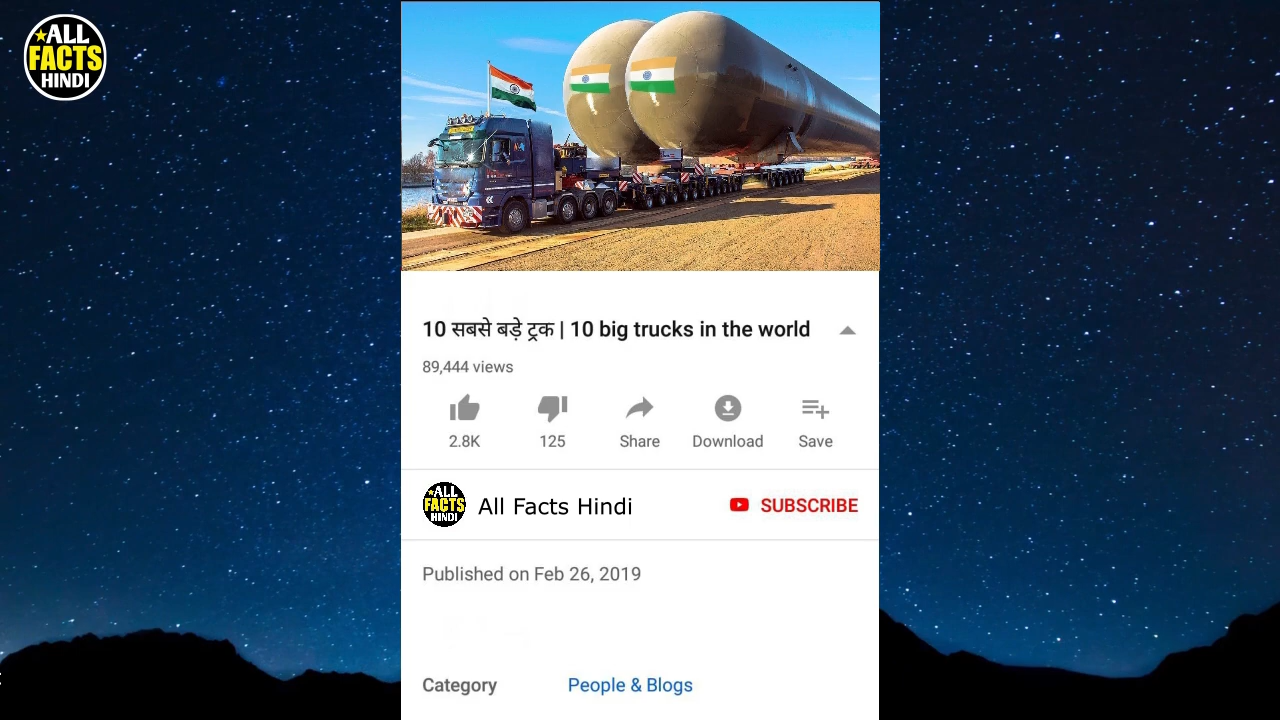 ALL
FACTS
HINDI
10 सबसे बड़े ट्रक | 10 big trucks in the world
89,444 views
2.8K 125 Share Download Save
ALL
FACTS
HINDI
All Facts Hindi
SUBSCRIBE
Published on Feb 26, 2019
Category People & Blogs